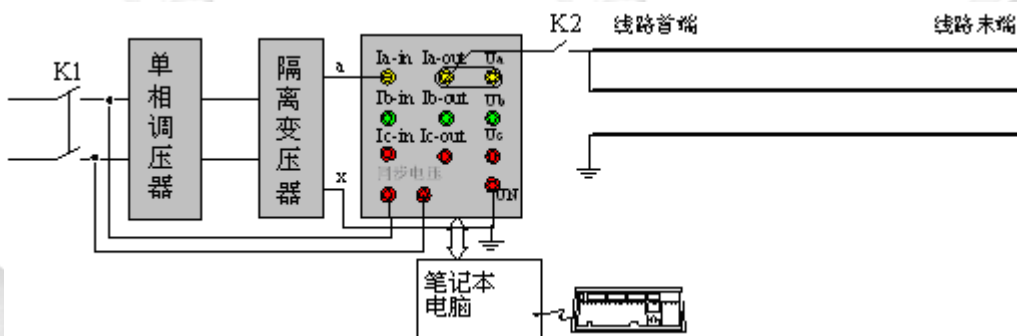 K2 线路首端 线路末端
K1
单相调压器
隔离变压器
a
x
Ia-in Ia-out Ua
Ib-in Ib-out Ub
Ic-in Ic-out Uc
同步电压
UN
笔记本
电脑